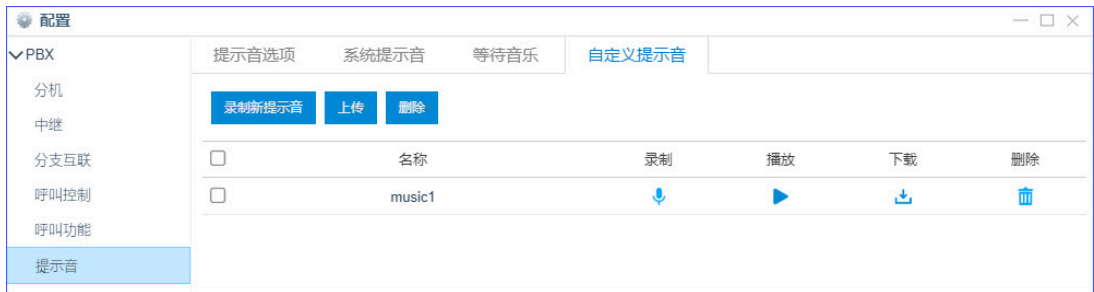 配置
PBX
提示音选项 系统提示音 等待音乐 自定义提示音
分机
录制新提示音 上传 删除
中继
分支互联
名称 录制 播放 下载 删除
呼叫控制
music1
呼叫功能
提示音